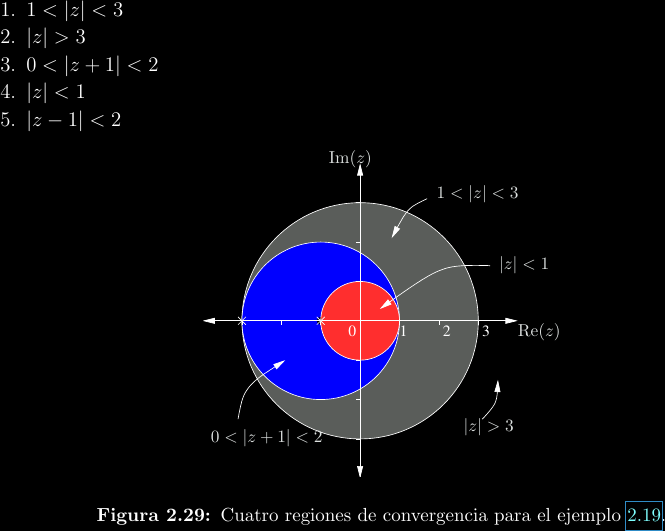 1. 1 < |z| < 3
2. |z| > 3
3. 0 < |z + 1| < 2
4. |z| < 1
5. |z − 1| < 2
Im(z)
1 < |z| < 3
|z| < 1
0 1 2 3
Re(z)
0 < |z + 1| < 2
|z| > 3
Figura 2.29: Cuatro regiones de convergencia para el ejemplo 2.19